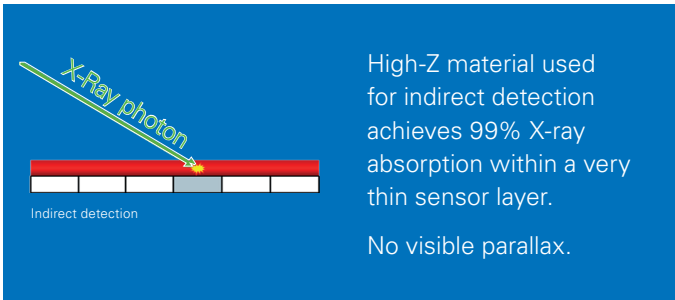 X-Ray photon
Indirect detection
High-Z material used
for indirect detection
achieves 99% X-ray
absorption within a very
thin sensor layer.
No visible parallax.